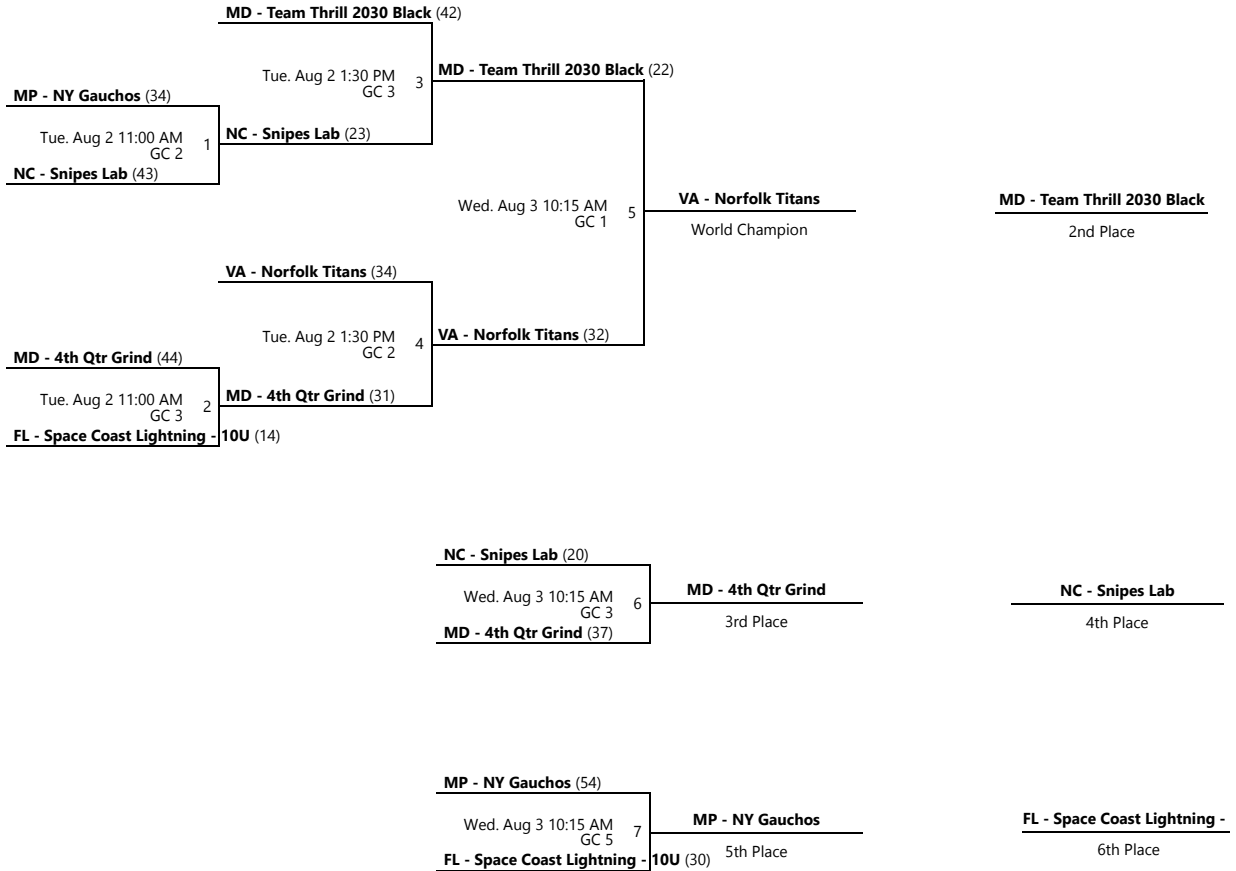 MD - Team Thrill 2030 Black (42)
Tue. Aug 2 1:30 PM
GC 3
3
MD - Team Thrill 2030 Black (22)
MP - NY Gauchos (34)
Tue. Aug 2 11:00 AM
GC 2
1
NC - Snipes Lab (23)
NC - Snipes Lab (43)
Wed. Aug 3 10:15 AM
GC 1
5
VA - Norfolk Titans
World Champion
MD - Team Thrill 2030 Black
2nd Place
VA - Norfolk Titans (34)
Tue. Aug 2 1:30 PM
GC 2
4
VA - Norfolk Titans (32)
MD - 4th Qtr Grind (44)
Tue. Aug 2 11:00 AM
GC 3
2
MD - 4th Qtr Grind (31)
FL - Space Coast Lightning - 10U (14)
NC - Snipes Lab (20)
Wed. Aug 3 10:15 AM
GC 3
6
MD - 4th Qtr Grind (37)
MD - 4th Qtr Grind
3rd Place
NC - Snipes Lab
4th Place
MP - NY Gauchos (54)
Wed. Aug 3 10:15 AM
GC 5
7
FL - Space Coast Lightning - 10U (30)
MP - NY Gauchos
5th Place
FL - Space Coast Lightning -
6th Place